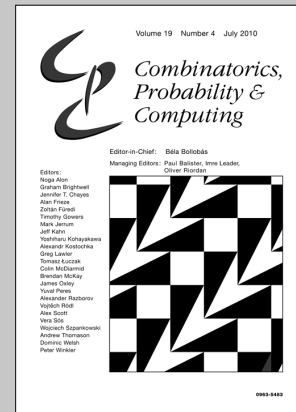 Volume 19 Number 4 July 2010
Combinatorics,
Probability &
Computing
Editor-in-Chief: Béla Bollobás
Managing Editors: Paul Balister, Imre Leader,
Oliver Riordan
Editors:
Noga Alon
Graham Brightwell
Jennifer T. Chayes
Alan Frieze
Zoltán Füredi
Timothy Gowers
Mark Jerrum
Jeff Kahn
Yoshiharu Kohayakawa
Alexandr Kostochka
Greg Lawler
Tomasz Łuczak
Colin McDiarmid
Brendan McKay
James Oxley
Yuval Peres
Alexander Razborov
Vojtěch Rödl
Alex Scott
Vera Sós
Wojciech Szpankowski
Andrew Thomason
Dominic Welsh
Peter Winkler
0963-5483